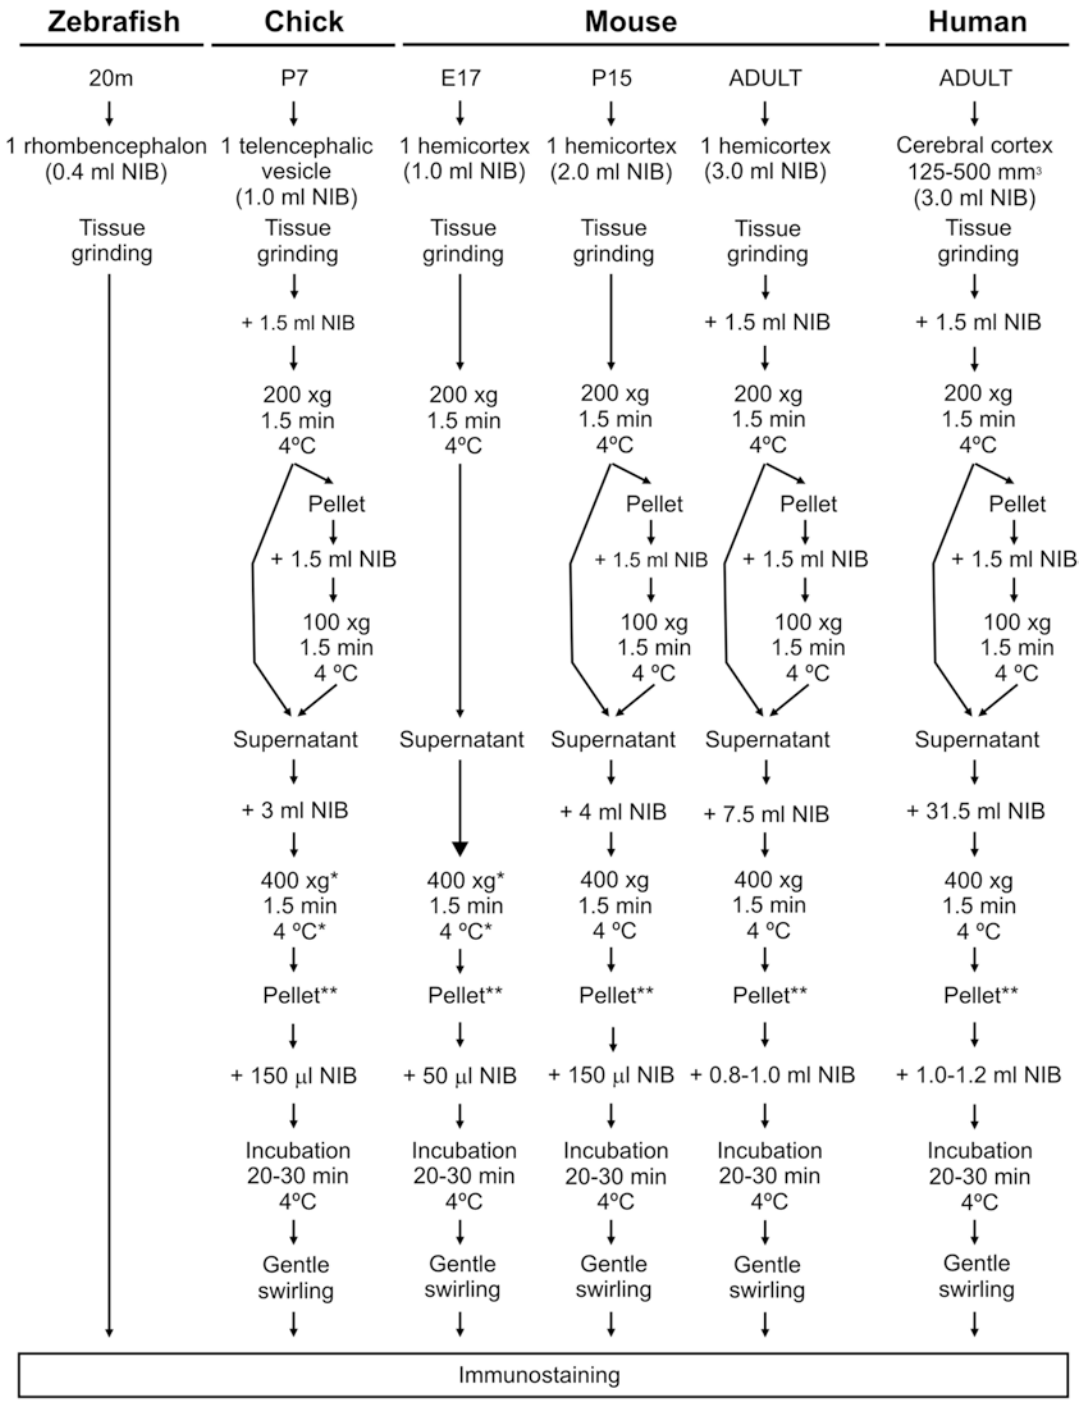 Zebrafish
Chick
Mouse
Human
20m
P7
E17
P15
ADULT
ADULT
1 rhombencephalon
(0.4 ml NIB)
1 telencephalic
vesicle
(1.0 ml NIB)
1 hemicortex
(1.0 ml NIB)
1 hemicortex
(2.0 ml NIB)
1 hemicortex
(3.0 ml NIB)
Cerebral cortex
125-500 mm³
(3.0 ml NIB)
Tissue
grinding
Tissue
grinding
Tissue
grinding
Tissue
grinding
Tissue
grinding
Tissue
grinding
+ 1.5 ml NIB
+ 1.5 ml NIB
+ 1.5 ml NIB
200 xg
1.5 min
4ºC
200 xg
1.5 min
4ºC
200 xg
1.5 min
4ºC
200 xg
1.5 min
4ºC
200 xg
1.5 min
4ºC
Pellet
Pellet
Pellet
Pellet
+ 1.5 ml NIB
+ 1.5 ml NIB
+ 1.5 ml NIB
+ 1.5 ml NIB
100 xg
1.5 min
4 ºC
100 xg
1.5 min
4 ºC
100 xg
1.5 min
4 ºC
100 xg
1.5 min
4 ºC
Supernatant
Supernatant
Supernatant
Supernatant
Supernatant
+ 3 ml NIB
+ 4 ml NIB
+ 7.5 ml NIB
+ 31.5 ml NIB
400 xg*
1.5 min
4 ºC*
400 xg*
1.5 min
4 ºC*
400 xg
1.5 min
4 ºC
400 xg
1.5 min
4 ºC
400 xg
1.5 min
4 ºC
Pellet**
Pellet**
Pellet**
Pellet**
Pellet**
+ 150 µl NIB
+ 50 µl NIB
+ 150 µl NIB
+ 0.8-1.0 ml NIB
+ 1.0-1.2 ml NIB
Incubation
20-30 min
4ºC
Incubation
20-30 min
4ºC
Incubation
20-30 min
4ºC
Incubation
20-30 min
4ºC
Incubation
20-30 min
4ºC
Gentle
swirling
Gentle
swirling
Gentle
swirling
Gentle
swirling
Gentle
swirling
Immunostaining